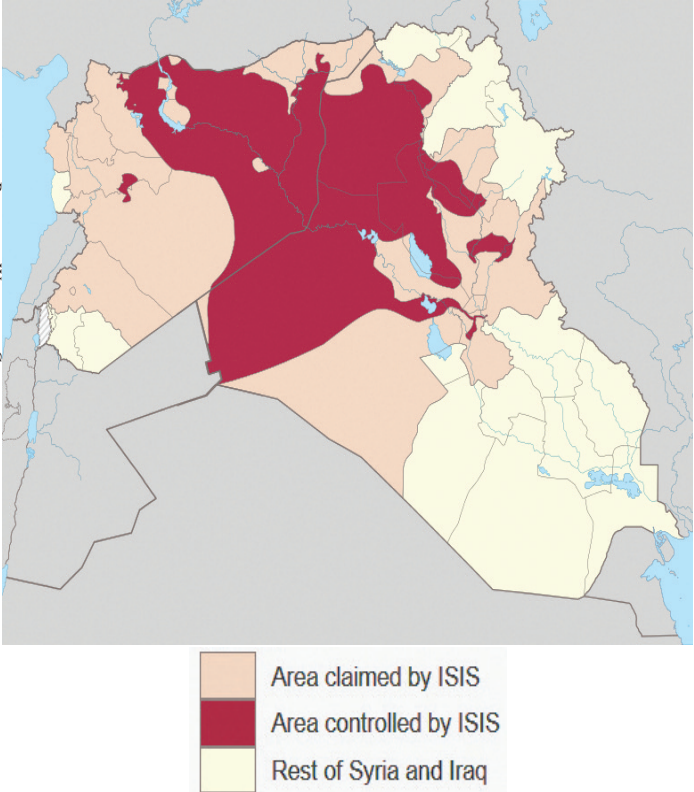 Area claimed by ISIS
Area controlled by ISIS
Rest of Syria and Iraq